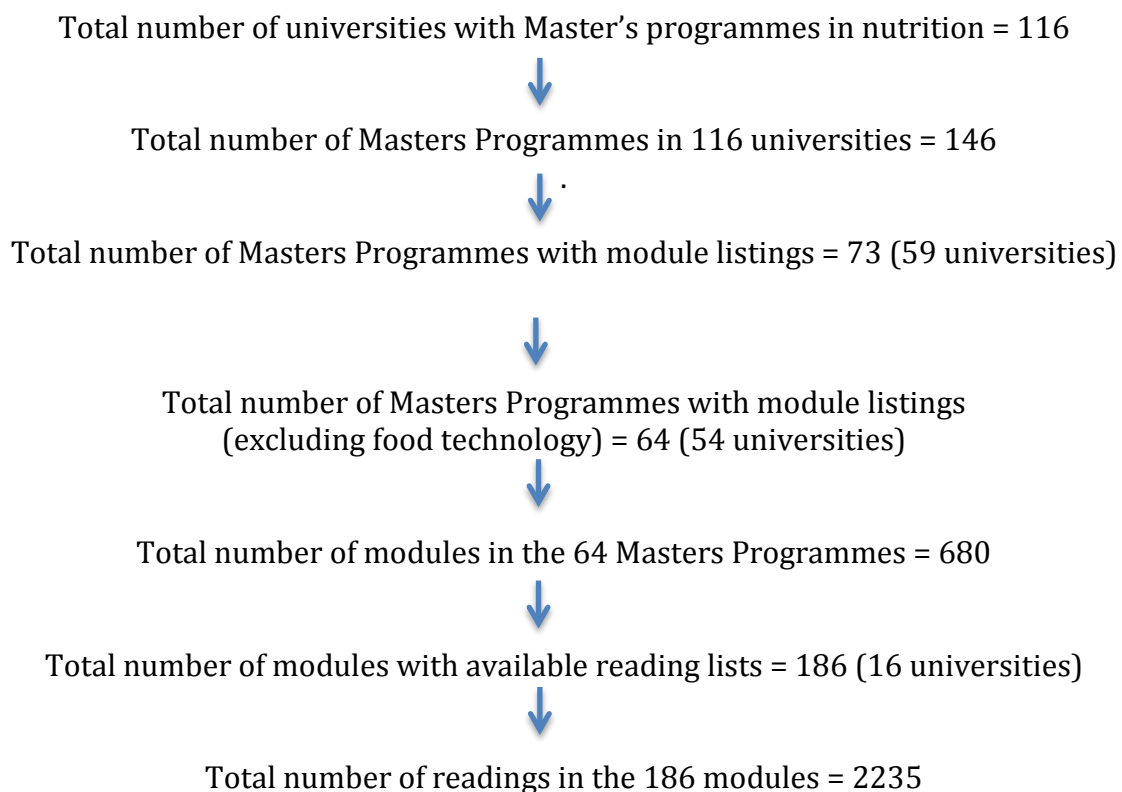 Total number of universities with Master’s programmes in nutrition = 116
Total number of Masters Programmes in 116 universities = 146
.
Total number of Masters Programmes with module listings = 73 (59 universities)
Total number of Masters Programmes with module listings
(excluding food technology) = 64 (54 universities)
Total number of modules in the 64 Masters Programmes = 680
Total number of modules with available reading lists = 186 (16 universities)
Total number of readings in the 186 modules = 2235